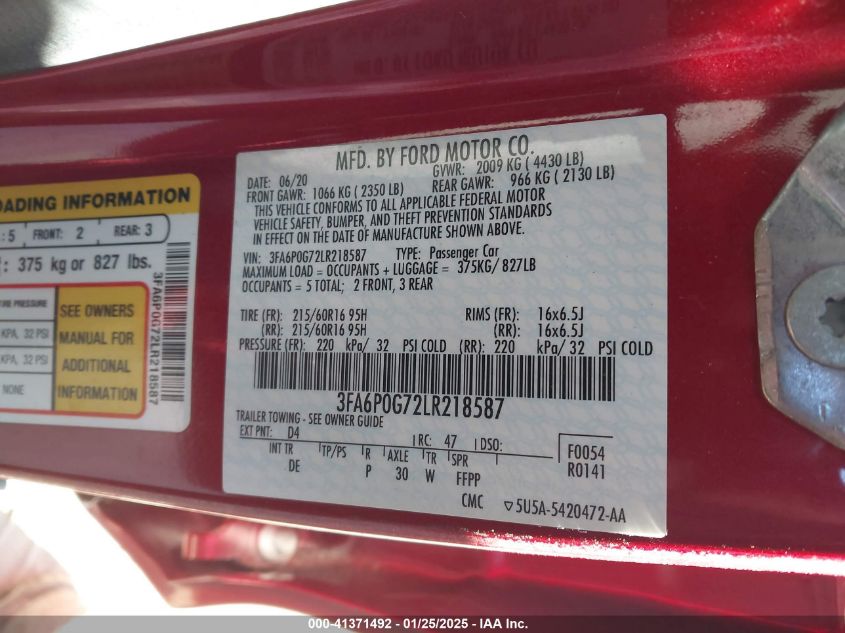 MFD. BY FORD MOTOR CO.
DATE: 06/20 GVWR: 2009 KG ( 4430 LB)
FRONT GAWR: 1066 KG ( 2350 LB) REAR GAWR: 966 KG ( 2130 LB)
THIS VEHICLE CONFORMS TO ALL APPLICABLE FEDERAL MOTOR
VEHICLE SAFETY, BUMPER, AND THEFT PREVENTION STANDARDS
IN EFFECT ON THE DATE OF MANUFACTURE SHOWN ABOVE.
VIN: 3FA6P0G72LR218587 TYPE: Passenger Car
MAXIMUM LOAD = OCCUPANTS + LUGGAGE = 375KG/ 827LB
OCCUPANTS = 5 TOTAL; 2 FRONT, 3 REAR
TIRE (FR): 215/60R16 95H RIMS (FR): 16x6.5J
(RR): 215/60R16 95H (RR): 16x6.5J
PRESSURE (FR): 220 kPa/ 32 PSI COLD (RR): 220 kPa/ 32 PSI COLD
3FA6P0G72LR218587
TRAILER TOWING - SEE OWNER GUIDE
EXT PNT: D4 RC: 47 DSO: F0054
INT TR TP/PS R AXLE TR SPR R0141
DE P 30 W FFPP
CMC 5U5A-5420472-AA
LOADING INFORMATION
: 5 FRONT: 2 REAR: 3
: 375 kg or 827 lbs.
PRESSURE
KPA, 32 PSI
KPA, 32 PSI
NONE
SEE OWNERS
MANUAL FOR
ADDITIONAL
INFORMATION
3FA6P0G72LR218587
000-41371492 - 01/25/2025 - IAA Inc.